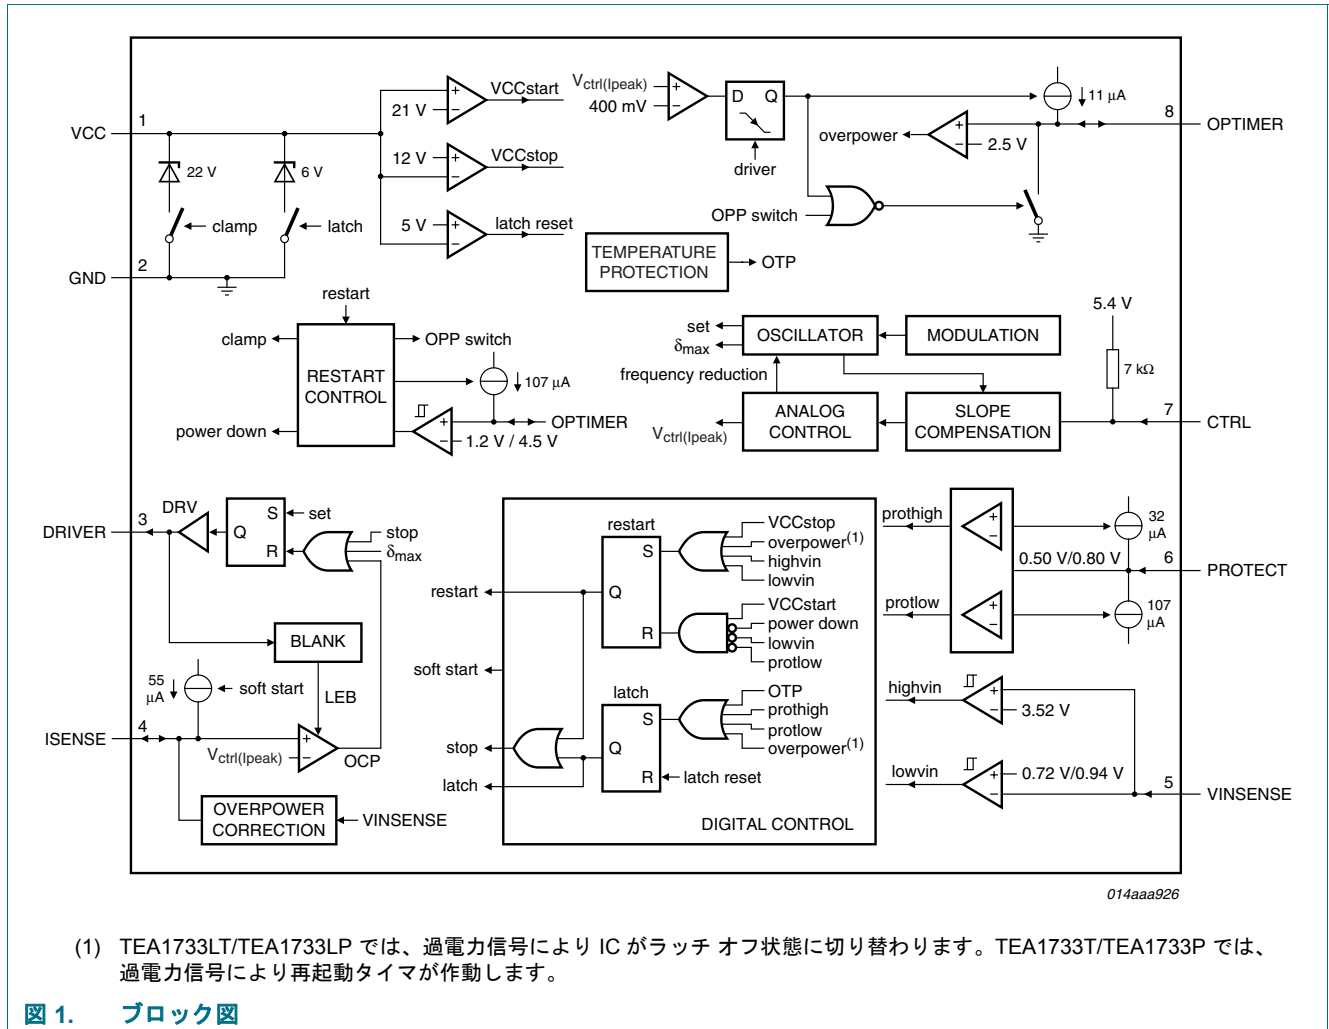 VCC
1
22 V
6 V
clamp
latch
GND
2
21 V
VCCstart
12 V
VCCstop
5 V
latch reset
Vctrl(Ipeak)
400 mV
D Q
driver
OPP switch
overpower
2.5 V
11 μA
8
OPTIMER
TEMPERATURE
PROTECTION
OTP
restart
clamp
RESTART
CONTROL
OPP switch
107 μA
OPTIMER
1.2 V / 4.5 V
power down
set
δmax
OSCILLATOR
MODULATION
frequency reduction
Vctrl(Ipeak)
ANALOG
CONTROL
SLOPE
COMPENSATION
5.4 V
7 kΩ
7
CTRL
DRIVER
3
DRV
Q
S
R
set
stop
δmax
BLANK
LEB
55
μA
soft start
ISENSE
4
Vctrl(Ipeak)
OCP
OVERPOWER
CORRECTION
VINSENSE
restart
S
Q
R
VCCstop
overpower(1)
highvin
lowvin
VCCstart
power down
lowvin
protlow
restart
soft start
stop
latch
latch
S
Q
R
OTP
prothigh
protlow
overpower(1)
latch reset
DIGITAL CONTROL
prothigh
protlow
0.50 V/0.80 V
32
μA
107
μA
6
PROTECT
highvin
3.52 V
lowvin
0.72 V/0.94 V
5
VINSENSE
014aaa926
(1) TEA1733LT/TEA1733LP では、過電力信号により IC がラッチ オフ状態に切り替わります。TEA1733T/TEA1733P では、
過電力信号により再起動タイマが作動します。
図 1. ブロック図